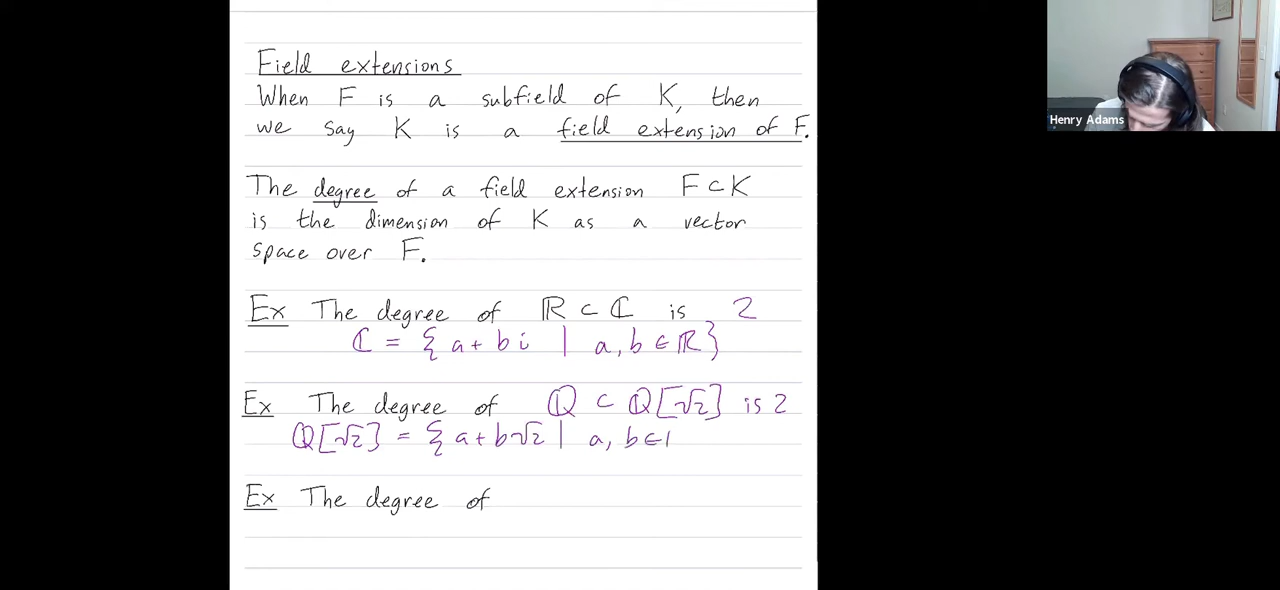 Field extensions
When F is a subfield of K, then
we say K is a field extension of F.
The degree of a field extension F ⊂ K
is the dimension of K as a vector
space over F.
Ex The degree of ℝ ⊂ ℂ is 2
ℂ = { a + b i | a, b ∈ ℝ }
Ex The degree of ℚ ⊂ ℚ[√2] is 2
ℚ[√2] = { a + b√2 | a, b ∈
Ex The degree of
Henry Adams